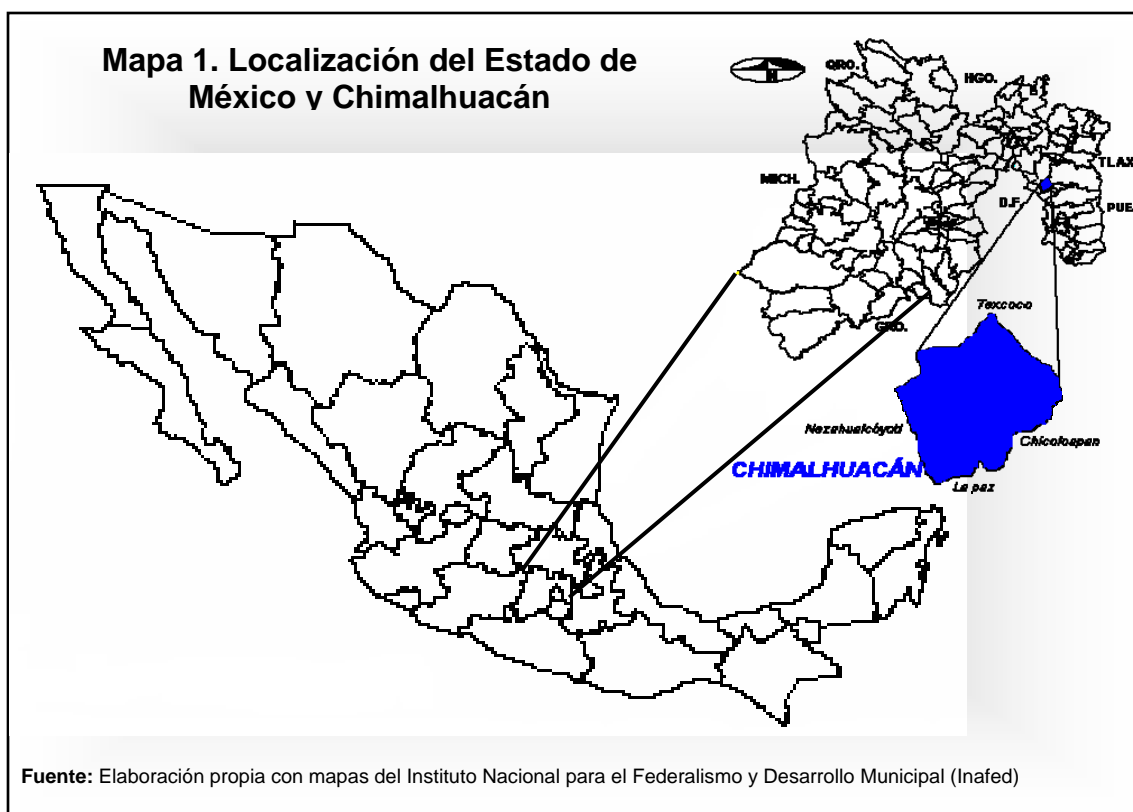 Mapa 1. Localización del Estado de
México y Chimalhuacán
N
QRO.
HGO.
TLAX
MICH.
D.F.
PUE.
GRO.
Texcoco
Nezahualcóyotl
Chicoloapan
CHIMALHUACÁN
La paz
Fuente: Elaboración propia con mapas del Instituto Nacional para el Federalismo y Desarrollo Municipal (Inafed)